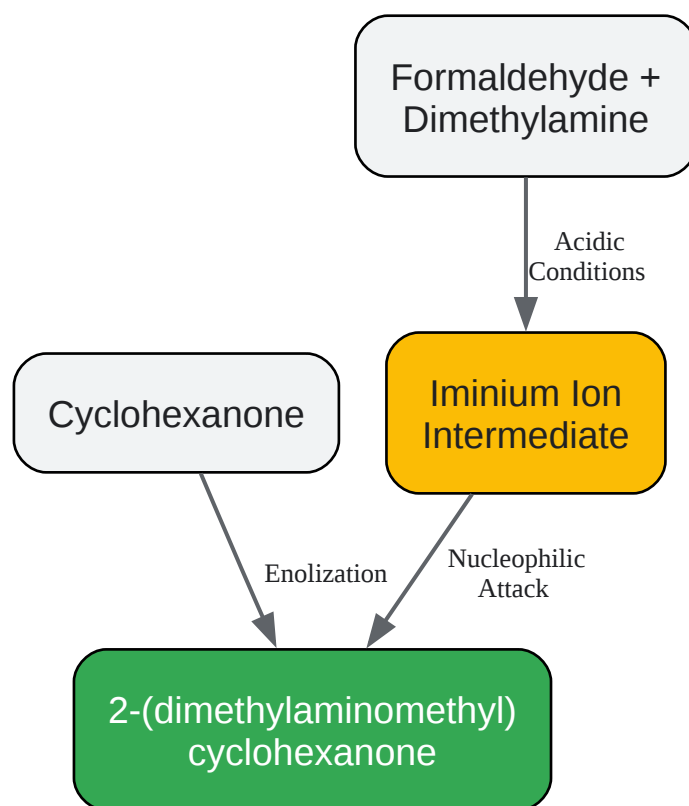 Formaldehyde +
Dimethylamine
Acidic
Conditions
Cyclohexanone
Iminium Ion
Intermediate
Enolization
Nucleophilic
Attack
2-(dimethylaminomethyl)
cyclohexanone